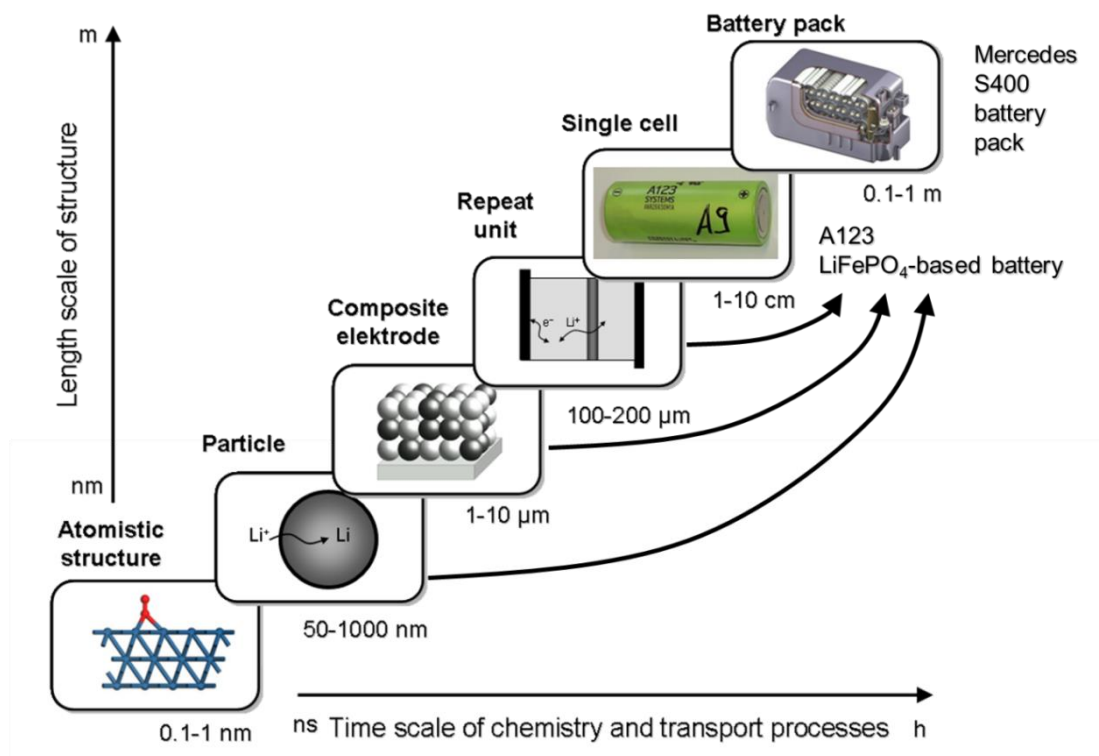 Battery pack
Mercedes
S400
battery
pack
m
Single cell
A123
SYSTEMS
A9
0.1-1 m
Length scale of structure
Repeat
unit
A123
LiFePO₄-based battery
e⁻ Li⁺
1-10 cm
Composite
elektrode
100-200 µm
Particle
nm
1-10 µm
Li⁺ Li
Atomistic
structure
50-1000 nm
0.1-1 nm
ns Time scale of chemistry and transport processes h